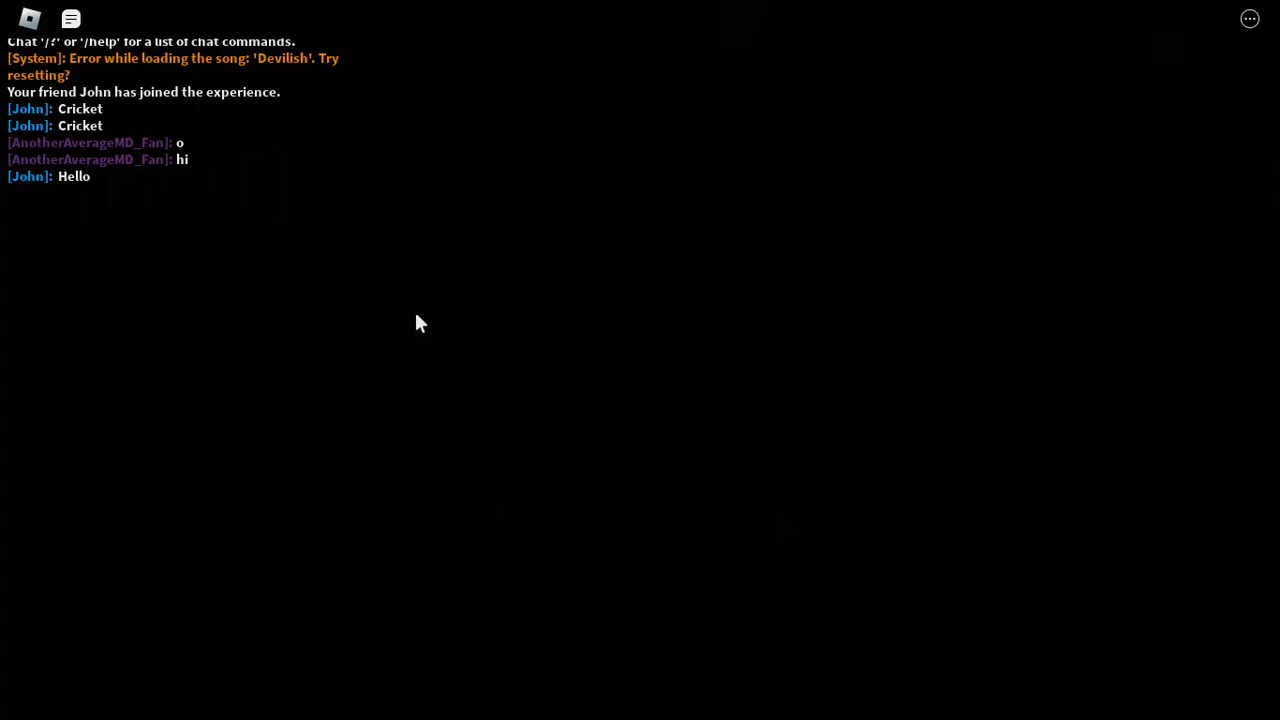 Chat '/?' or '/help' for a list of chat commands.
[System]: Error while loading the song: 'Devilish'. Try
resetting?
Your friend John has joined the experience.
[John]: Cricket
[John]: Cricket
[AnotherAverageMD_Fan]: o
[AnotherAverageMD_Fan]: hi
[John]: Hello